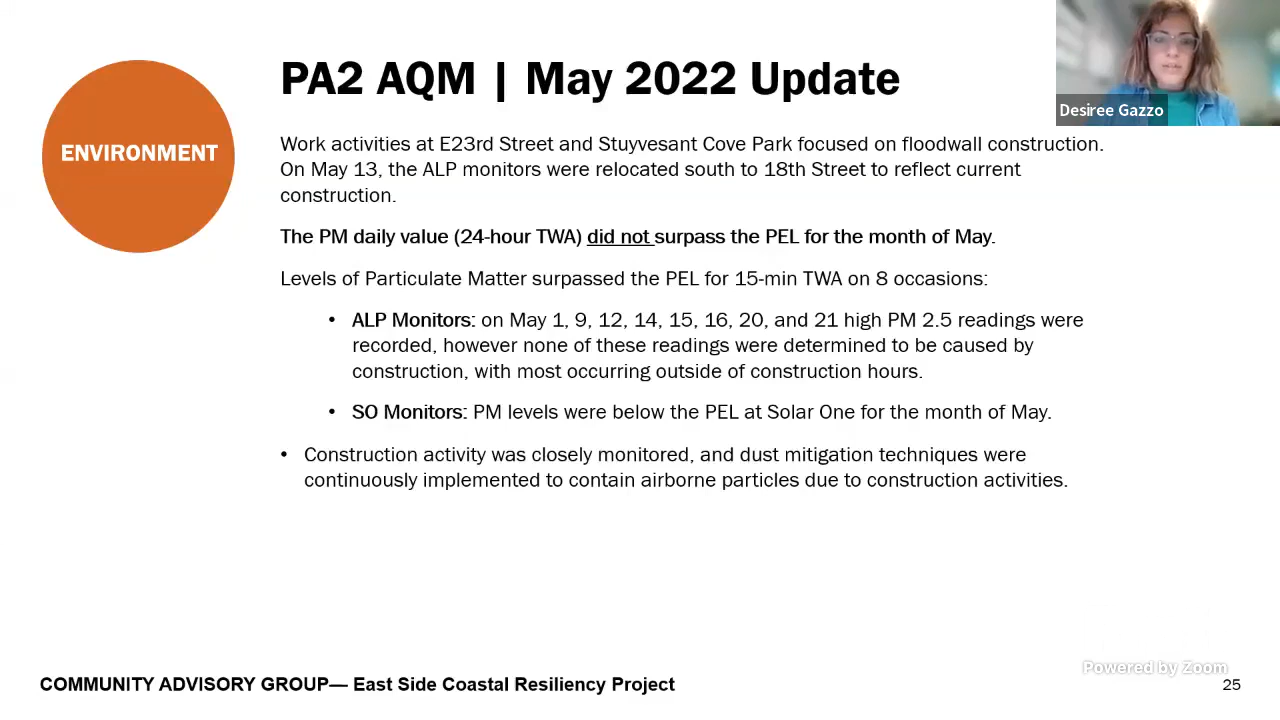 PA2 AQM | May 2022 Update
Desiree Gazzo
ENVIRONMENT
Work activities at E23rd Street and Stuyvesant Cove Park focused on floodwall construction.
On May 13, the ALP monitors were relocated south to 18th Street to reflect current
construction.
The PM daily value (24-hour TWA) did not surpass the PEL for the month of May.
Levels of Particulate Matter surpassed the PEL for 15-min TWA on 8 occasions:
• ALP Monitors: on May 1, 9, 12, 14, 15, 16, 20, and 21 high PM 2.5 readings were
recorded, however none of these readings were determined to be caused by
construction, with most occurring outside of construction hours.
• SO Monitors: PM levels were below the PEL at Solar One for the month of May.
• Construction activity was closely monitored, and dust mitigation techniques were
continuously implemented to contain airborne particles due to construction activities.
Powered by Zoom
COMMUNITY ADVISORY GROUP— East Side Coastal Resiliency Project
25